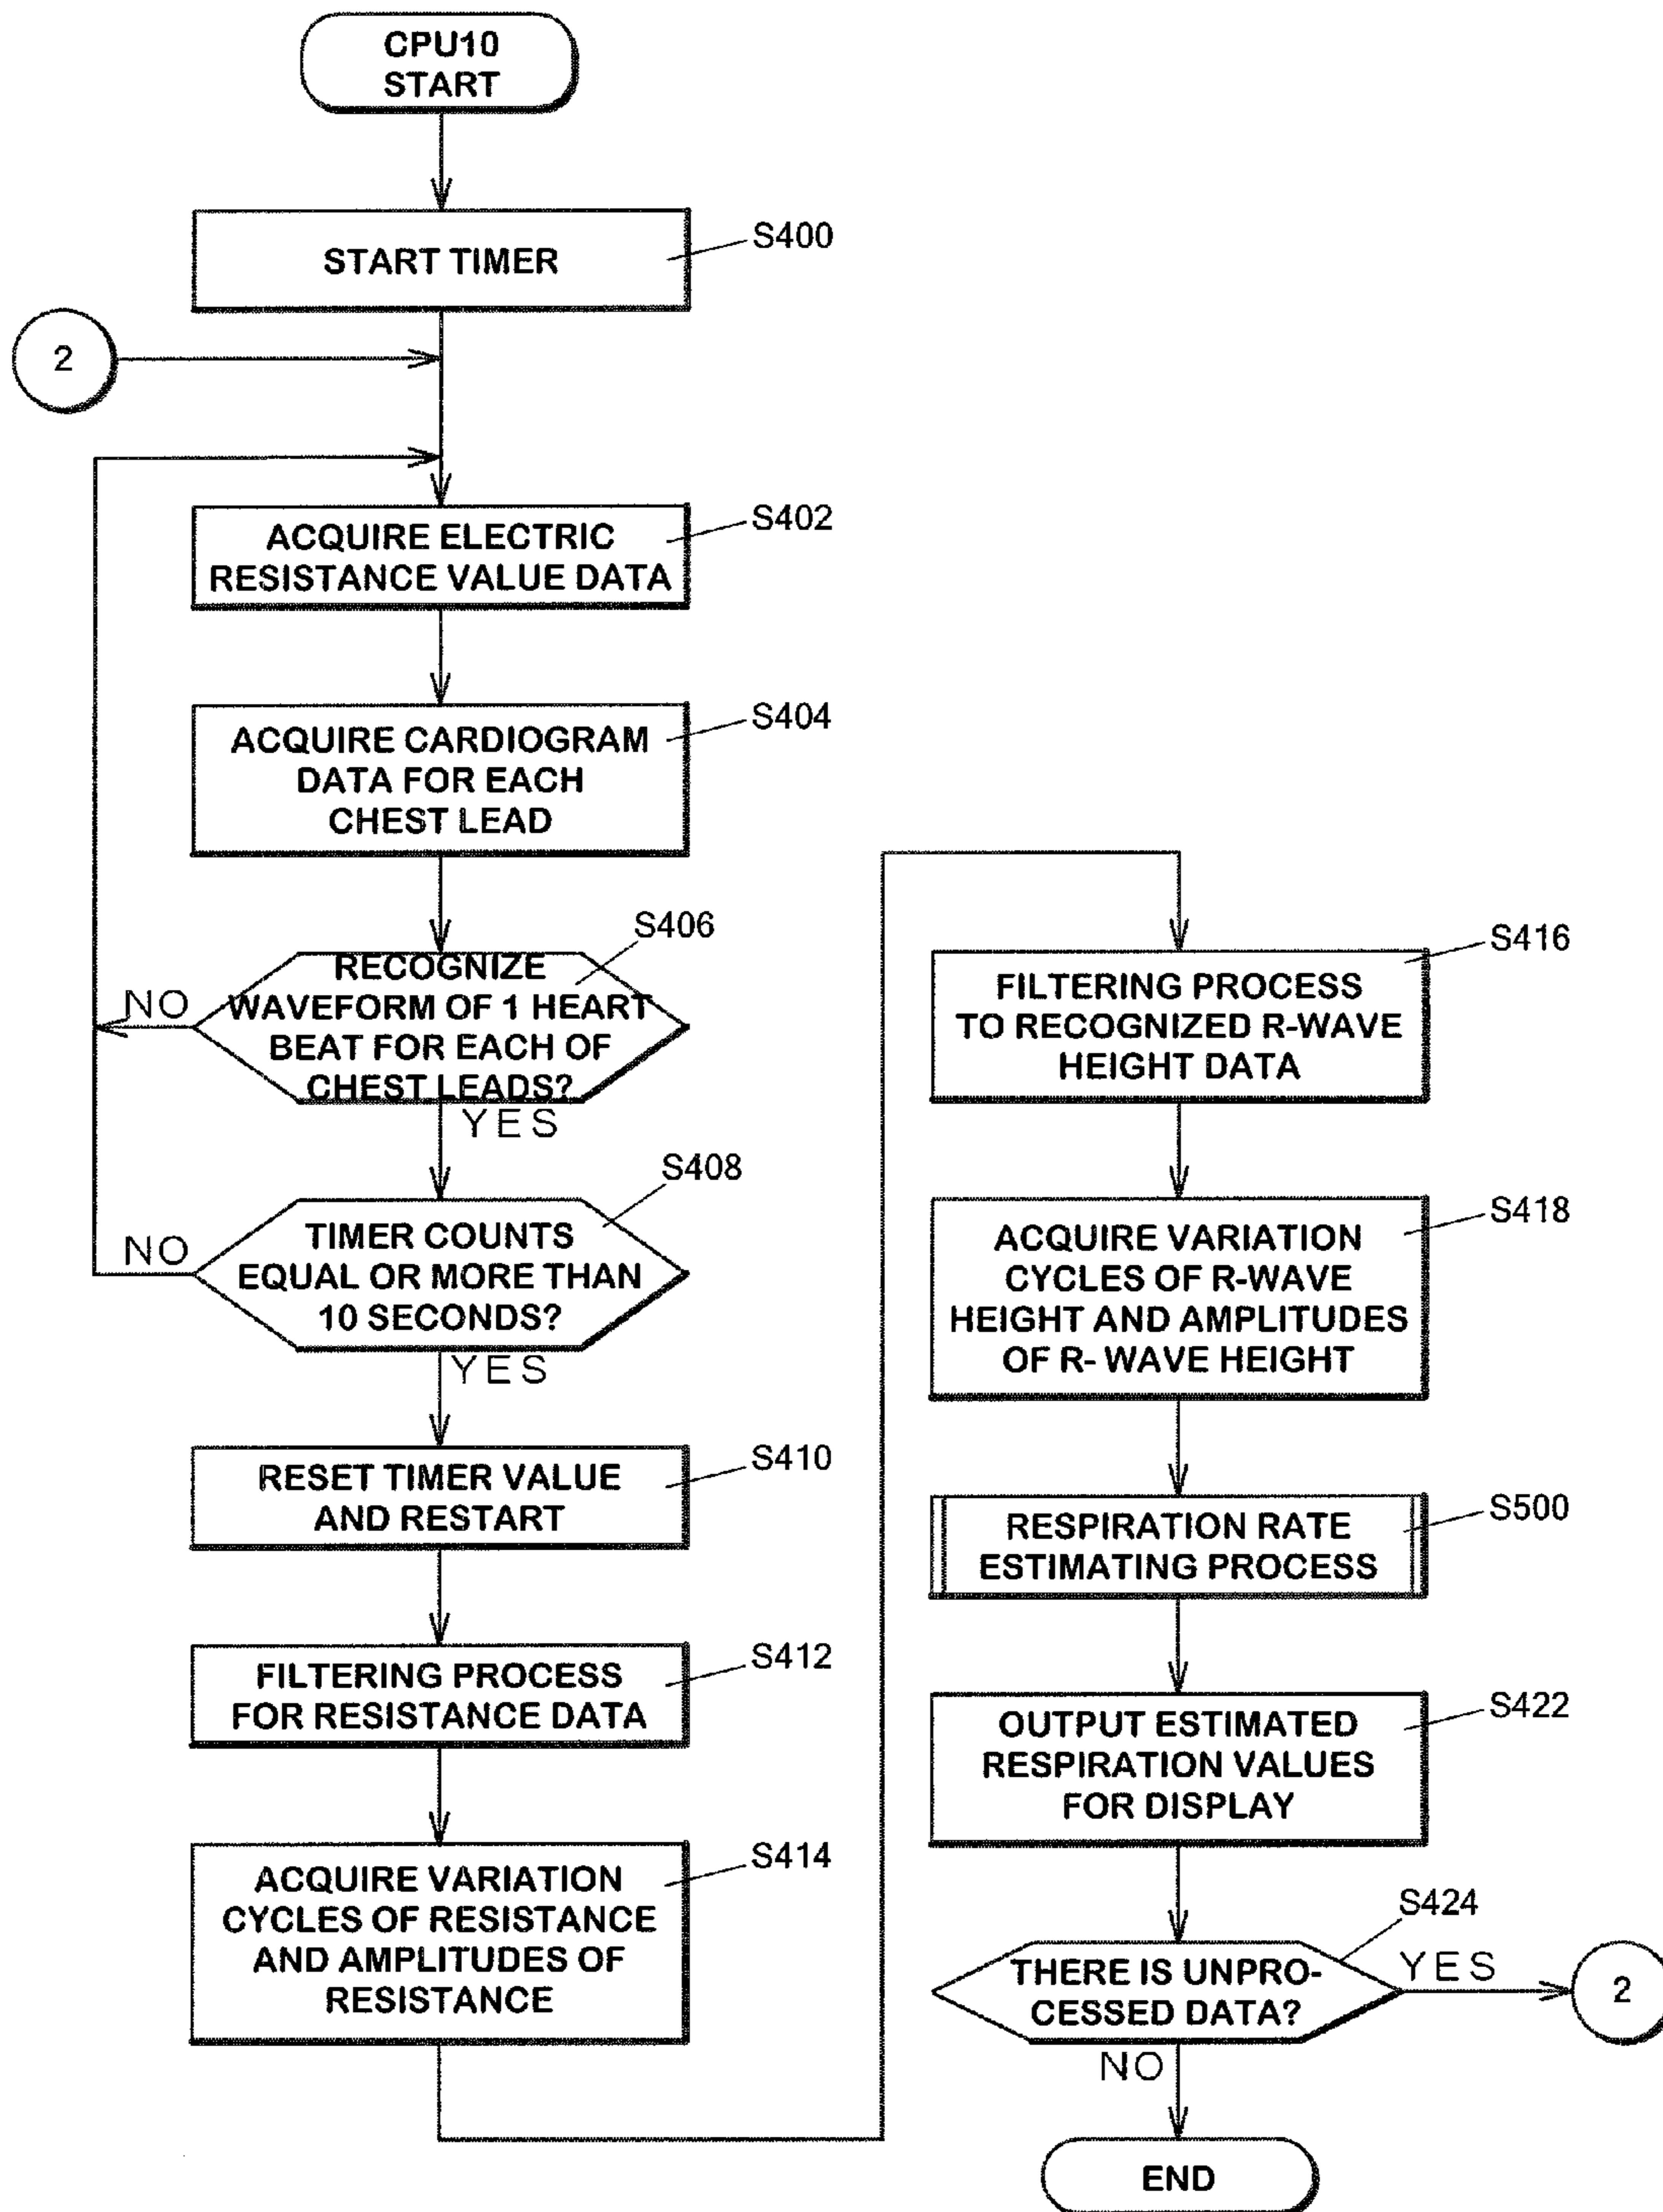 CPU10
START
START TIMER
S400
2
ACQUIRE ELECTRIC
RESISTANCE VALUE DATA
S402
ACQUIRE CARDIOGRAM
DATA FOR EACH
CHEST LEAD
S404
RECOGNIZE
WAVEFORM OF 1 HEART
BEAT FOR EACH OF
CHEST LEADS?
S406
NO
YES
TIMER COUNTS
EQUAL OR MORE THAN
10 SECONDS?
S408
NO
YES
RESET TIMER VALUE
AND RESTART
S410
FILTERING PROCESS
FOR RESISTANCE DATA
S412
ACQUIRE VARIATION
CYCLES OF RESISTANCE
AND AMPLITUDES OF
RESISTANCE
S414
FILTERING PROCESS
TO RECOGNIZED R-WAVE
HEIGHT DATA
S416
ACQUIRE VARIATION
CYCLES OF R-WAVE
HEIGHT AND AMPLITUDES
OF R- WAVE HEIGHT
S418
RESPIRATION RATE
ESTIMATING PROCESS
S500
OUTPUT ESTIMATED
RESPIRATION VALUES
FOR DISPLAY
S422
THERE IS UNPRO-
CESSED DATA?
S424
YES
2
NO
END